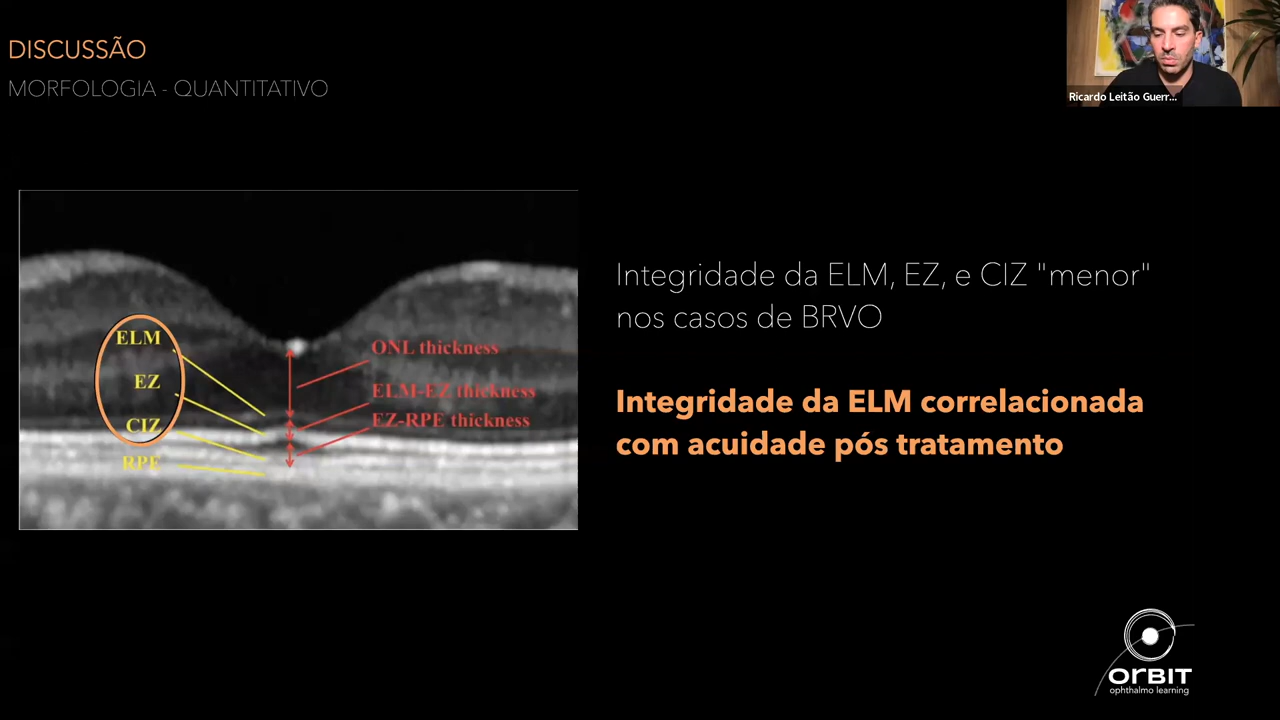 DISCUSSÃO
MORFOLOGIA - QUANTITATIVO
Ricardo Leitão Guerr...
ELM
EZ
CIZ
RPE
ONL thickness
ELM-EZ thickness
EZ-RPE thickness
Integridade da ELM, EZ, e CIZ "menor"
nos casos de BRVO
Integridade da ELM correlacionada
com acuidade pós tratamento
orBIT
ophthalmo learning